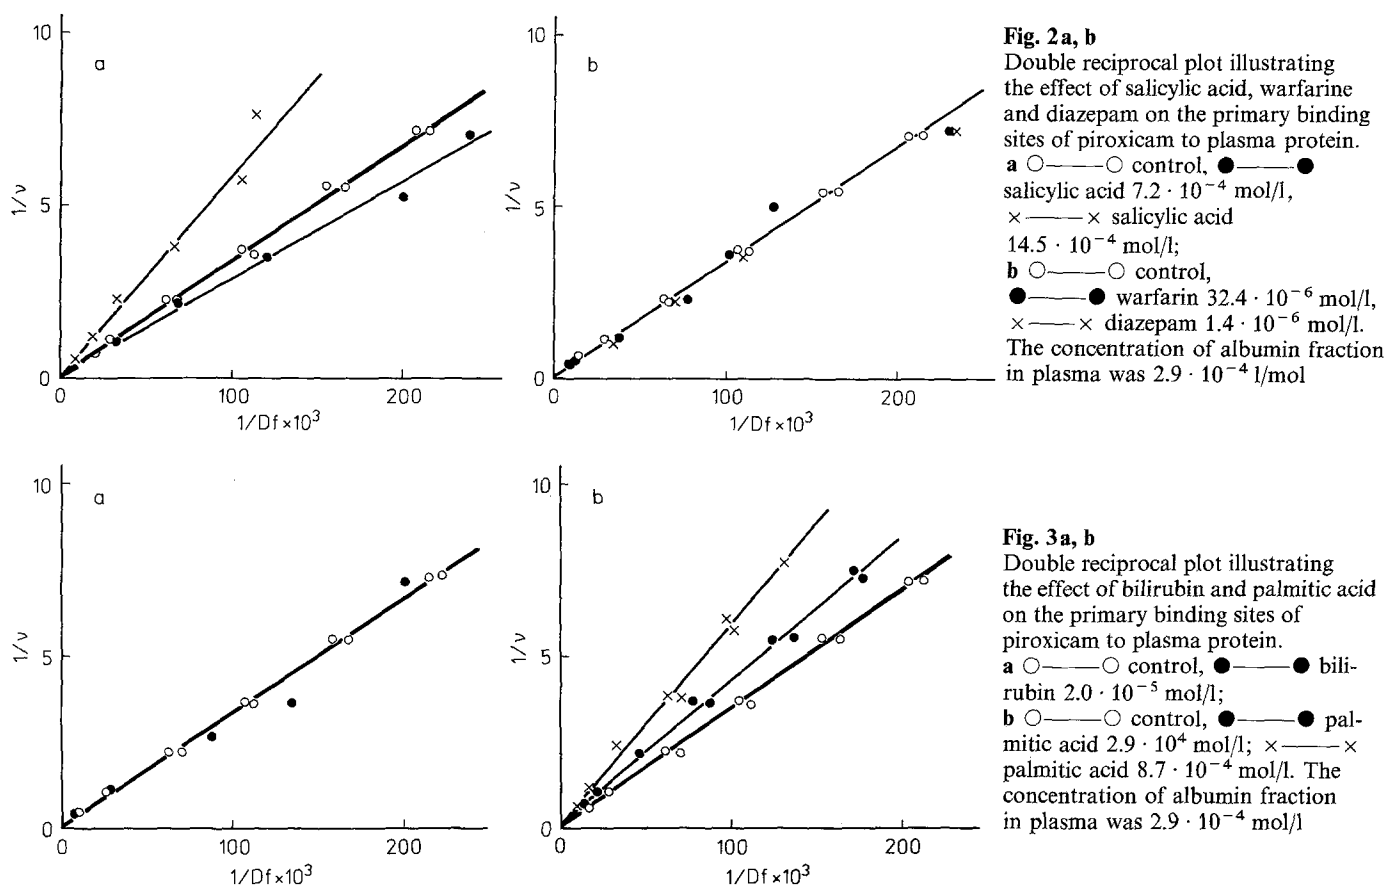 10
5
0
1/ν
a
0
100
200
1/Df×10³
10
5
0
1/ν
b
0
100
200
1/Df×10³
Fig. 2a, b
Double reciprocal plot illustrating
the effect of salicylic acid, warfarine
and diazepam on the primary binding
sites of piroxicam to plasma protein.
a ○——○ control, ●——●
salicylic acid 7.2 · 10⁻⁴ mol/l,
×——× salicylic acid
14.5 · 10⁻⁴ mol/l;
b ○——○ control,
●——● warfarin 32.4 · 10⁻⁶ mol/l,
×——× diazepam 1.4 · 10⁻⁶ mol/l.
The concentration of albumin fraction
in plasma was 2.9 · 10⁻⁴ l/mol
10
5
0
1/ν
a
0
100
200
1/Df×10³
10
5
0
1/ν
b
0
100
200
1/Df×10³
Fig. 3a, b
Double reciprocal plot illustrating
the effect of bilirubin and palmitic acid
on the primary binding sites of
piroxicam to plasma protein.
a ○——○ control, ●——● bili-
rubin 2.0 · 10⁻⁵ mol/l;
b ○——○ control, ●——● pal-
mitic acid 2.9 · 10⁴ mol/l; ×——×
palmitic acid 8.7 · 10⁻⁴ mol/l. The
concentration of albumin fraction
in plasma was 2.9 · 10⁻⁴ mol/l